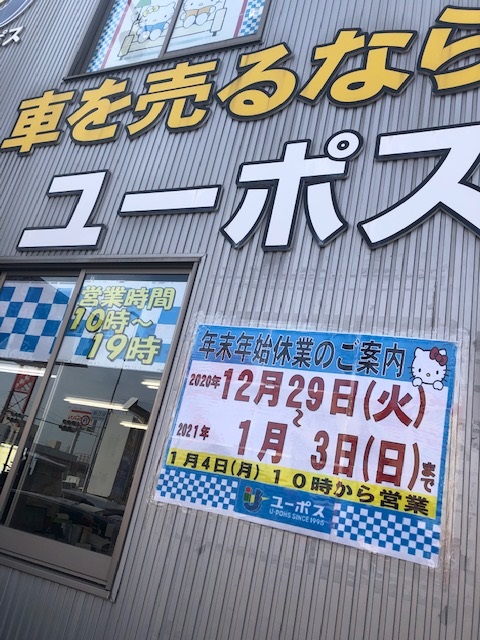 デス
車を売るなら
ユーポス
営業時間
10時～
19時
年末年始休業のご案内
2020年 12月29日(火)
～
2021年 1月 3日(日)まで
1月4日(月) 10時から営業
ユーポス
U-POHS SINCE 1995